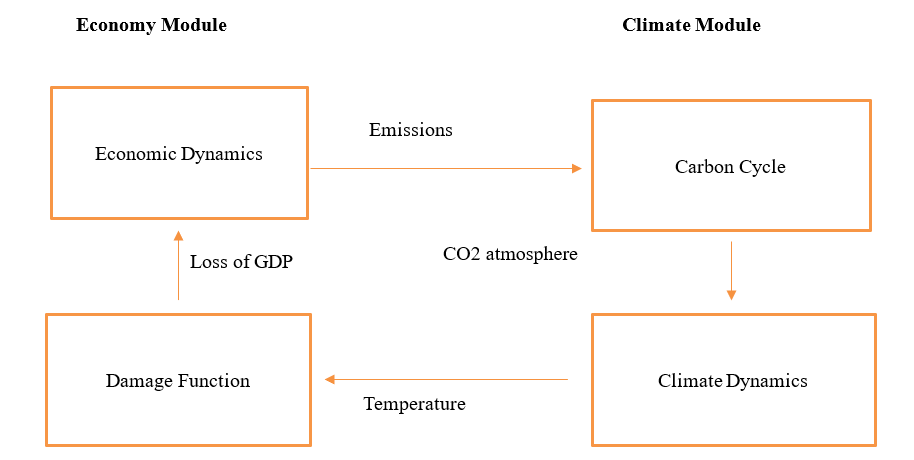 Economy Module
Climate Module
Emissions
Economic Dynamics
Carbon Cycle
CO2 atmosphere
Loss of GDP
Damage Function
Climate Dynamics
Temperature